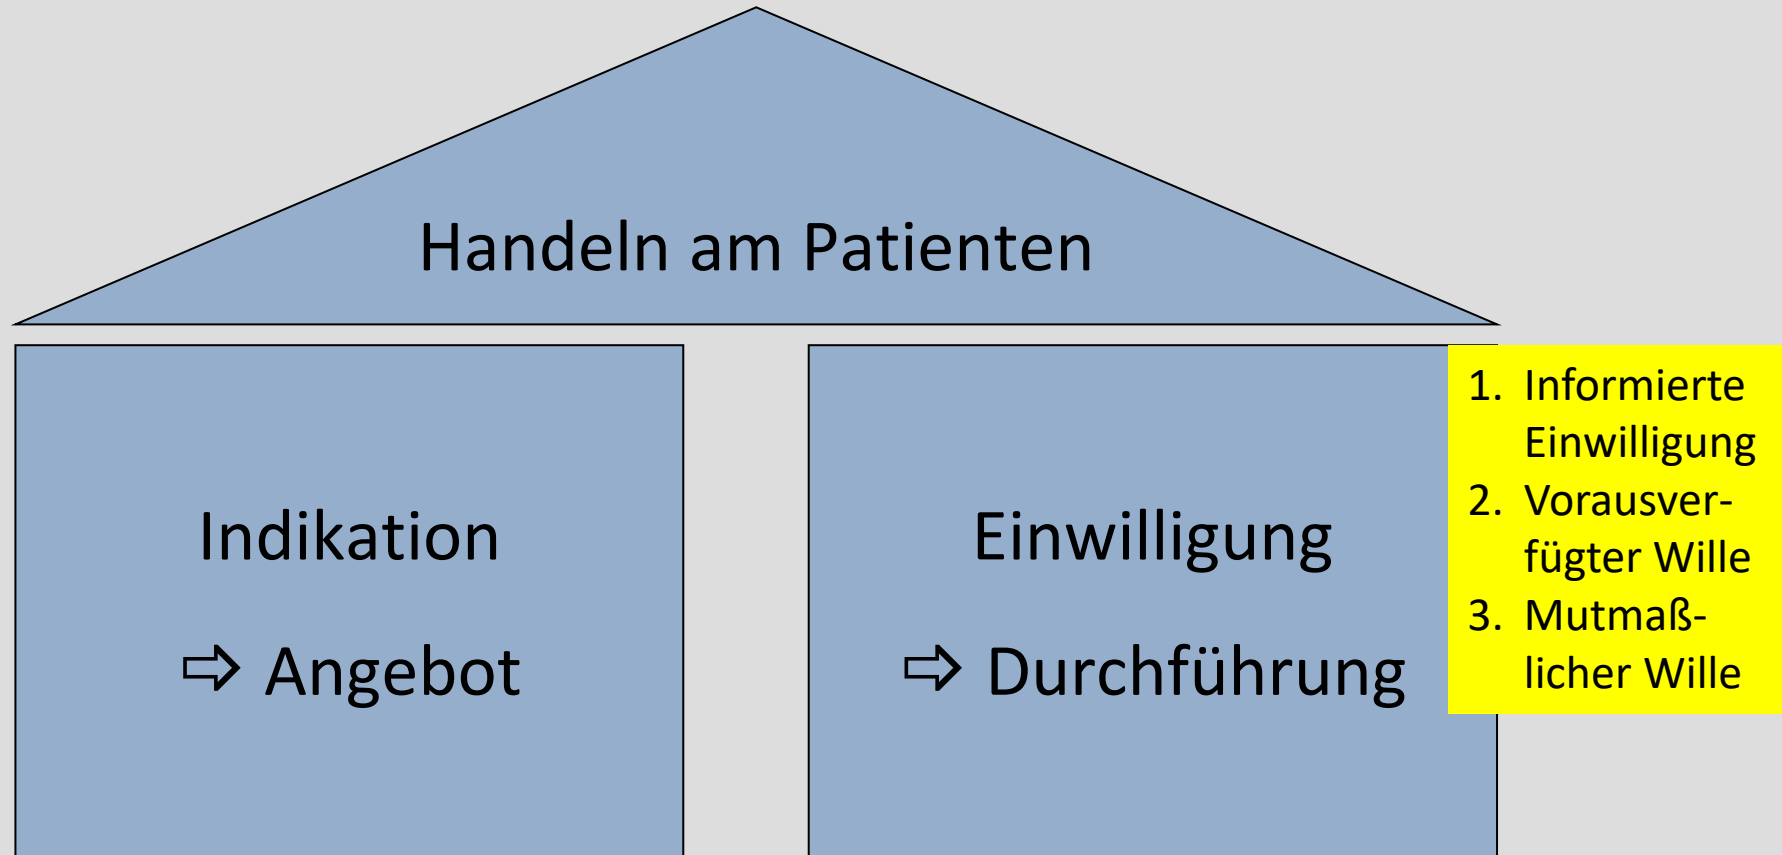 Handeln am Patienten
Indikation
⇨ Angebot
Einwilligung
⇨ Durchführung
1. Informierte
Einwilligung
2. Vorausver-
fügter Wille
3. Mutmaß-
licher Wille